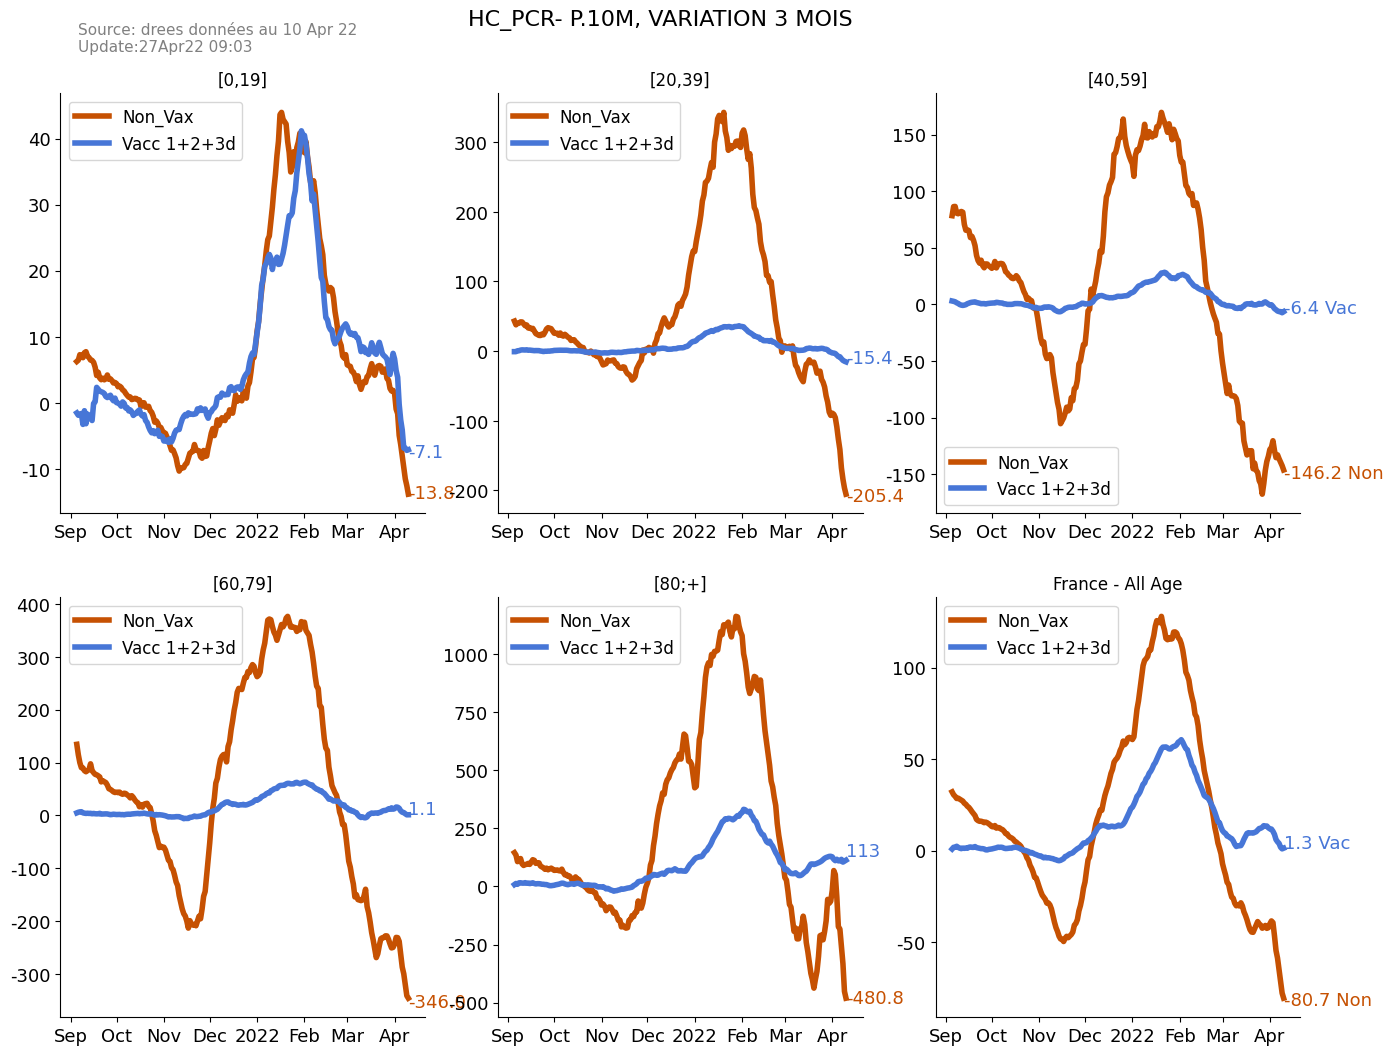 HC_PCR- P.10M, VARIATION 3 MOIS
Source: drees données au 10 Apr 22
Update:27Apr22 09:03
[0,19]
Non_Vax
Vacc 1+2+3d
40
30
20
10
0
-10
-7.1
-13.8
Sep Oct Nov Dec 2022 Feb Mar Apr
[20,39]
Non_Vax
Vacc 1+2+3d
300
200
100
0
-100
-200
-15.4
-205.4
Sep Oct Nov Dec 2022 Feb Mar Apr
[40,59]
150
100
50
0
-50
-100
-150
-6.4 Vac
-146.2 Non
Non_Vax
Vacc 1+2+3d
Sep Oct Nov Dec 2022 Feb Mar Apr
[60,79]
Non_Vax
Vacc 1+2+3d
400
300
200
100
0
-100
-200
-300
1.1
Sep Oct Nov Dec 2022 Feb Mar Apr
[80;+]
Non_Vax
Vacc 1+2+3d
1000
750
500
250
0
-250
-500
113
-480.8
Sep Oct Nov Dec 2022 Feb Mar Apr
France - All Age
Non_Vax
Vacc 1+2+3d
100
50
0
-50
1.3 Vac
-80.7 Non
Sep Oct Nov Dec 2022 Feb Mar Apr